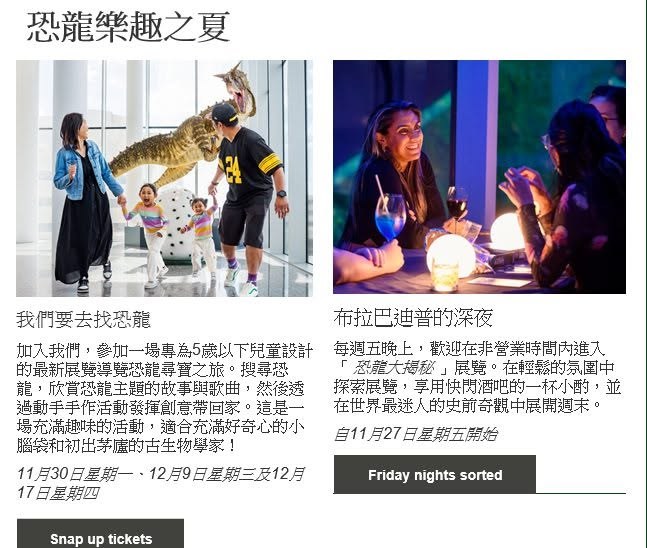 恐龍樂趣之夏
我們要去找恐龍
加入我們，參加一場專為5歲以下兒童設計
的最新展覽導覽恐龍尋寶之旅。搜尋恐
龍，欣賞恐龍主題的故事與歌曲，然後透
過動手手作活動發揮創意帶回家。這是一
場充滿趣味的活動，適合充滿好奇心的小
腦袋和初出茅廬的古生物學家！
11月30日星期一、12月9日星期三及12月
17日星期四
Snap up tickets
布拉巴迪普的深夜
每週五晚上，歡迎在非營業時間內進入
「 恐龍大揭秘 」展覽。在輕鬆的氛圍中
探索展覽，享用快閃酒吧的一杯小酌，並
在世界最迷人的史前奇觀中展開週末。
自11月27日星期五開始
Friday nights sorted
24